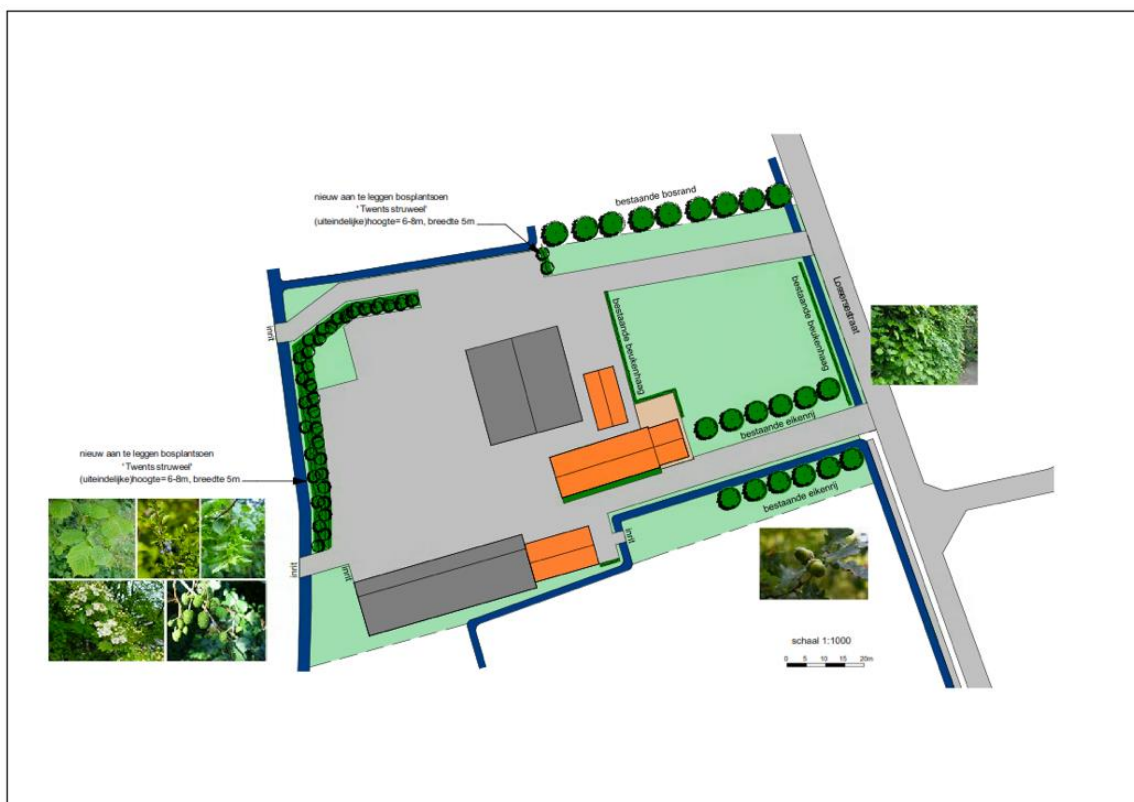 nieuw aan te leggen bosplantsoen
'Twents struweel'
(uiteindelijke)hoogte= 6-8m, breedte 5m
bestaande bosrand
inrit
bestaande beukenhaag
bestaande beukenhaag
Lossersestraat
bestaande eikenrij
nieuw aan te leggen bosplantsoen
'Twents struweel'
(uiteindelijke)hoogte= 6-8m, breedte 5m
bestaande eikenrij
inrit
inrit
inrit
schaal 1:1000
0 5 10 15 20m